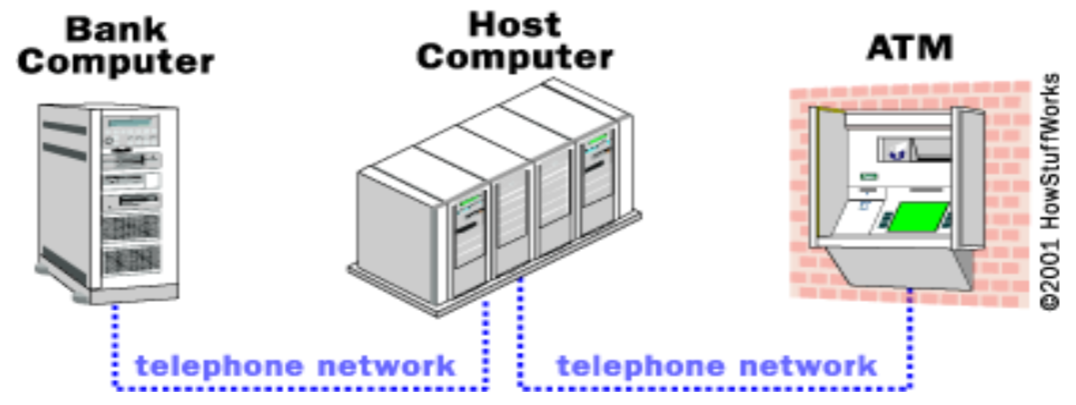 Bank
Computer
Host
Computer
ATM
©2001 HowStuffWorks
telephone network
telephone network